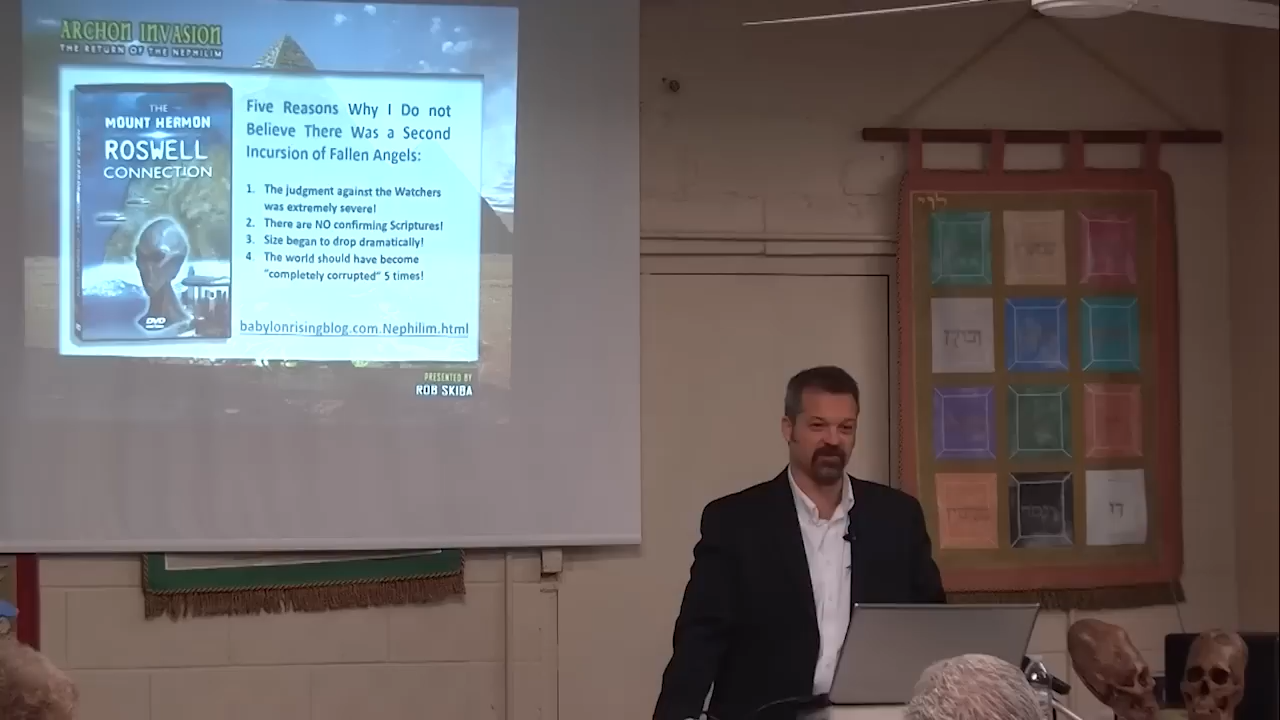 ARCHON INVASION
THE RETURN OF THE NEPHILIM
THE
MOUNT HERMON
ROSWELL
CONNECTION
DVD
Five Reasons Why I Do not
Believe There Was a Second
Incursion of Fallen Angels:
1. The judgment against the Watchers
was extremely severe!
2. There are NO confirming Scriptures!
3. Size began to drop dramatically!
4. The world should have become
"completely corrupted" 5 times!
babylonrisingblog.com.Nephilim.html
PRESENTED BY
ROB SKIBA